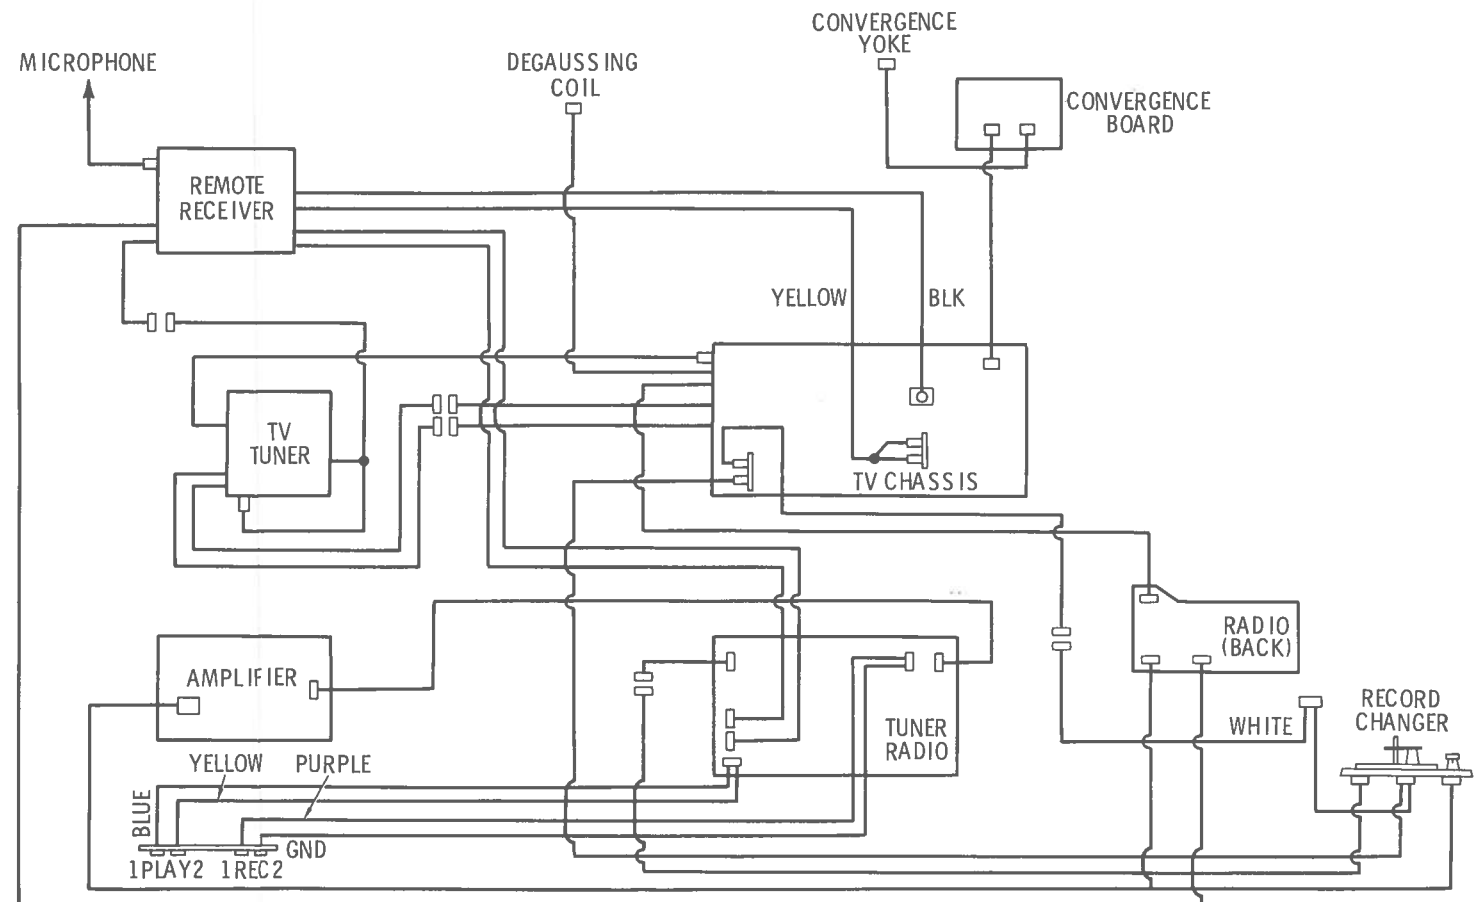 CONVERGENCE
YOKE
MICROPHONE
DEGAUSSING
COIL
CONVERGENCE
BOARD
REMOTE
RECEIVER
YELLOW
BLK
TV
TUNER
TV CHASSIS
RADIO
(BACK)
AMPLIFIER
RECORD
CHANGER
WHITE
TUNER
RADIO
YELLOW
PURPLE
BLUE
GND
1PLAY2
1REC2